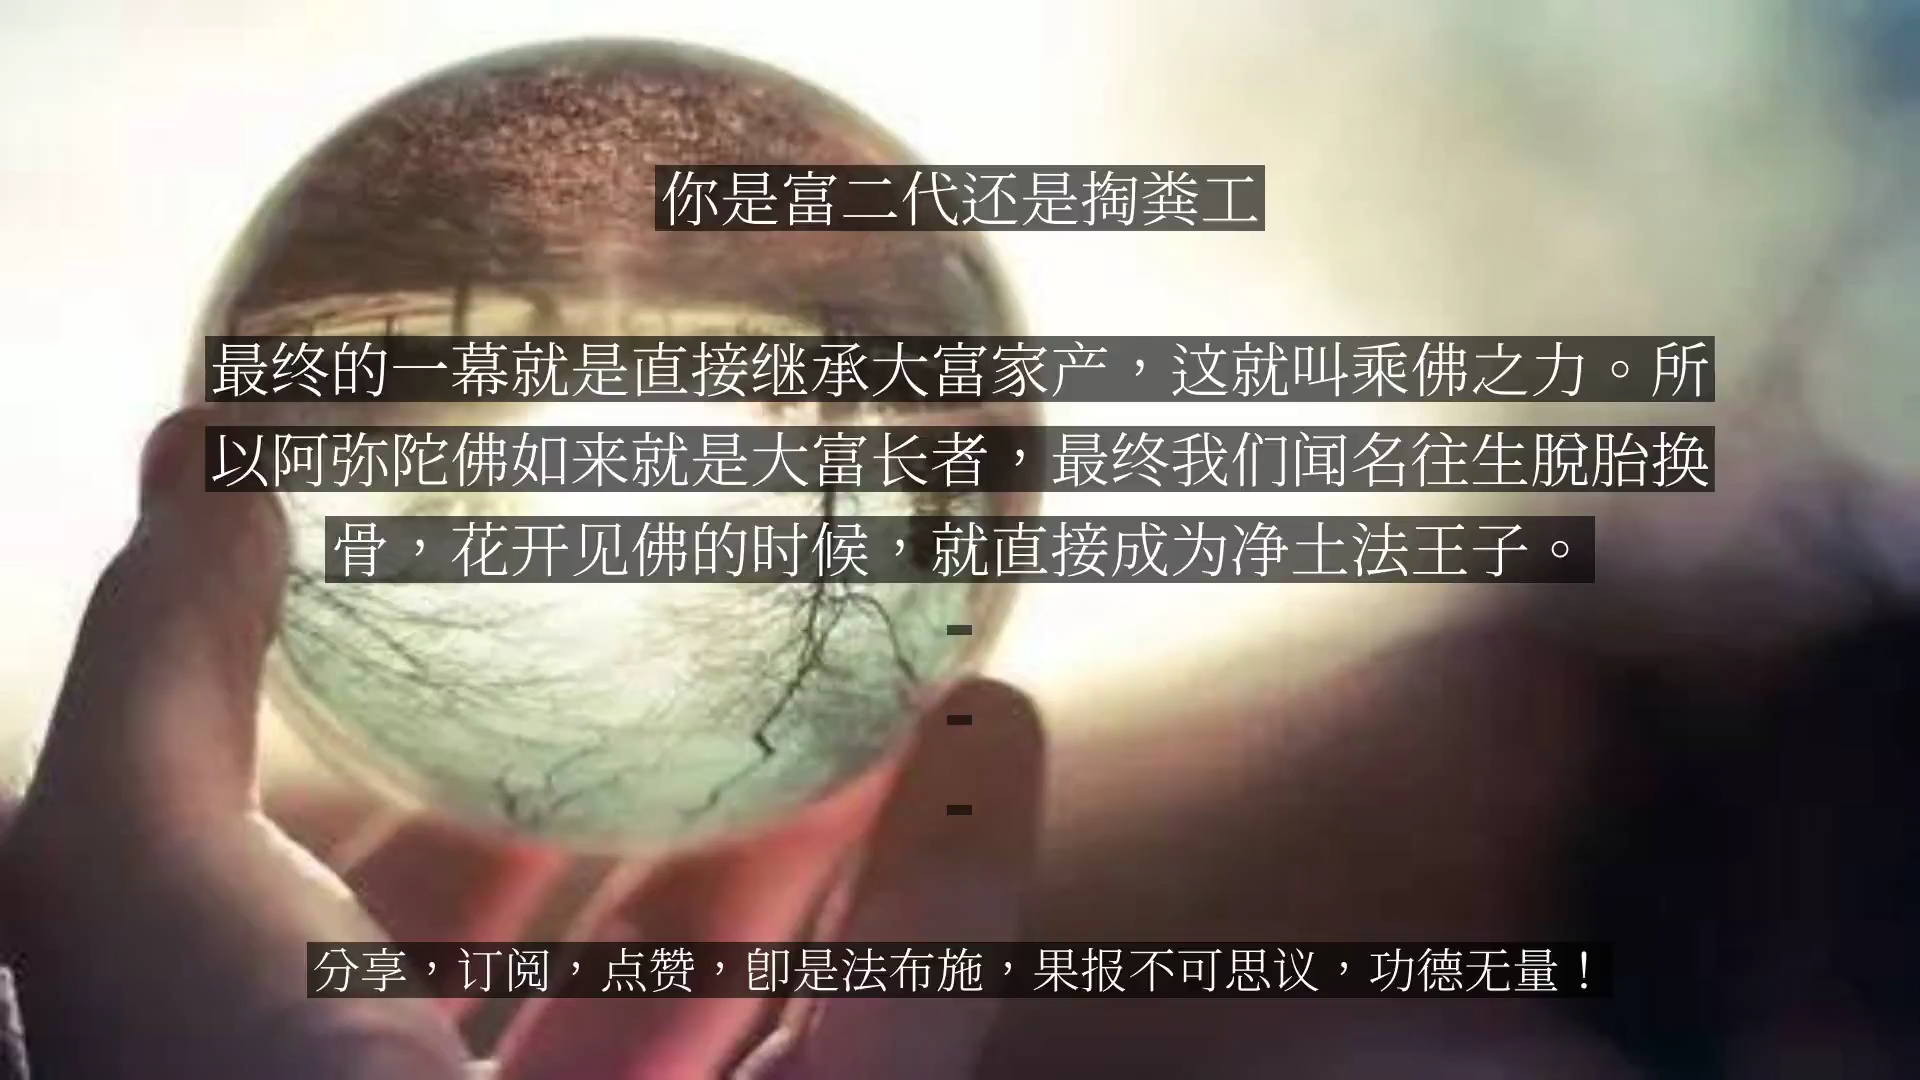 你是富二代还是掏粪工
最终的一幕就是直接继承大富家产，这就叫乘佛之力。所
以阿弥陀佛如来就是大富长者，最终我们闻名往生脫胎换
骨，花开见佛的时候，就直接成为净土法王子。
分享，订阅，点赞，卽是法布施，果报不可思议，功德无量！